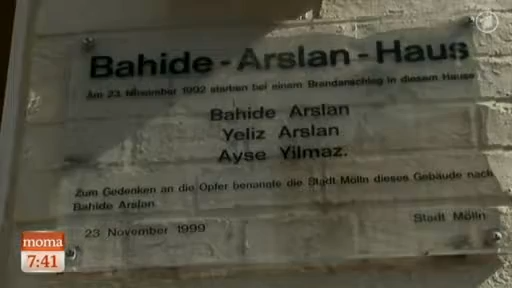 Bahide-Arslan-Haus
Am 23. November 1992 starben bei einem Brandanschlag in diesem Hause
Bahide Arslan
Yeliz Arslan
Ayse Yilmaz.
Zum Gedenken an die Opfer benannte die Stadt Mölln dieses Gebäude nach
Bahide Arslan.
23 November 1999
Stadt Mölln
moma
7:41